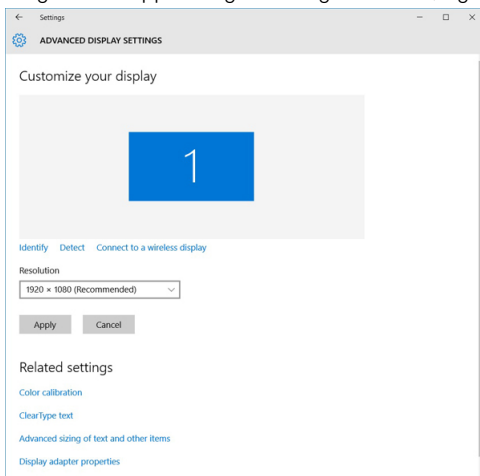 Settings
ADVANCED DISPLAY SETTINGS
Customize your display
1
Identify Detect Connect to a wireless display
Resolution
1920 × 1080 (Recommended)
Apply Cancel
Related settings
Color calibration
ClearType text
Advanced sizing of text and other items
Display adapter properties